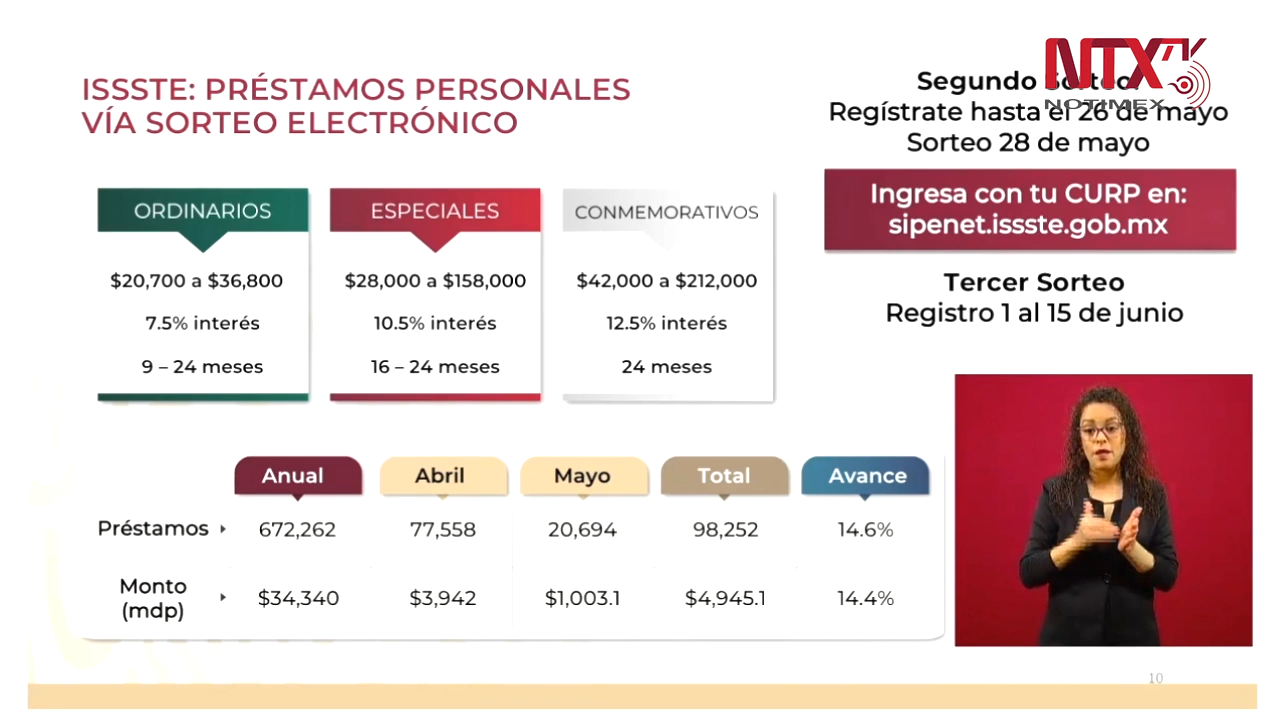 ISSSTE: PRÉSTAMOS PERSONALES
VÍA SORTEO ELECTRÓNICO
NTX
NOTIMEX
Segundo Sorteo:
Regístrate hasta el 26 de mayo
Sorteo 28 de mayo
Ingresa con tu CURP en:
sipenet.issste.gob.mx
Tercer Sorteo
Registro 1 al 15 de junio
ORDINARIOS
$20,700 a $36,800
7.5% interés
9 – 24 meses
ESPECIALES
$28,000 a $158,000
10.5% interés
16 – 24 meses
CONMEMORATIVOS
$42,000 a $212,000
12.5% interés
24 meses
Anual Abril Mayo Total Avance
Préstamos 672,262 77,558 20,694 98,252 14.6%
Monto
(mdp) $34,340 $3,942 $1,003.1 $4,945.1 14.4%
10